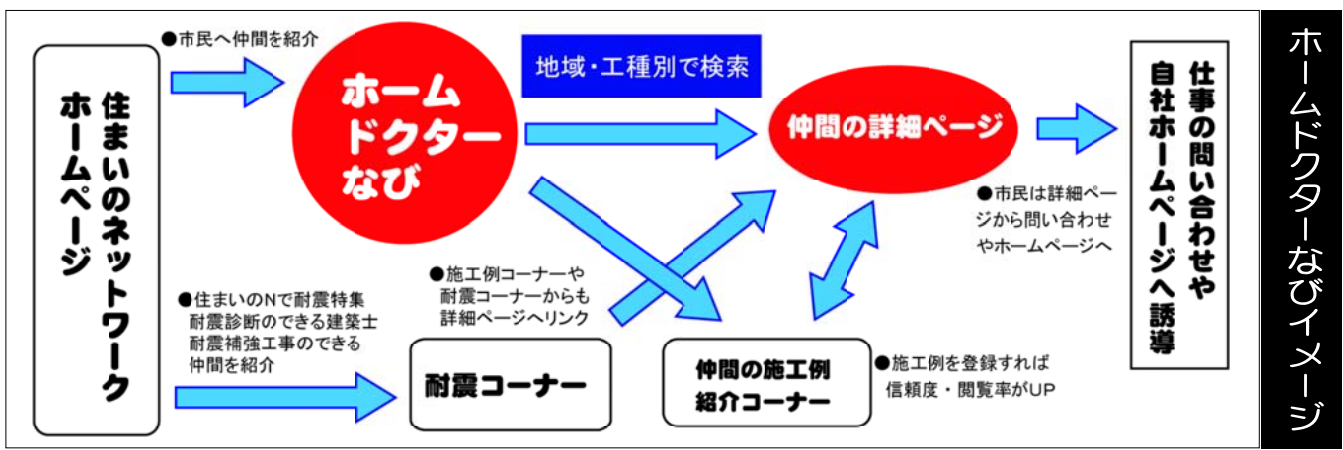 住まいのネットワーク
ホームページ
●市民へ仲間を紹介
ホーム
ドクター
なび
地域・工種別で検索
仲間の詳細ページ
仕事の問い合わせや
自社ホームページへ誘導
●市民は詳細ペー
ジから問い合わせ
やホームページへ
●住まいのNで耐震特集
耐震診断のできる建築士
耐震補強工事のできる
仲間を紹介
●施工例コーナーや
耐震コーナーからも
詳細ページへリンク
耐震コーナー
仲間の施工例
紹介コーナー
●施工例を登録すれば
信頼度・閲覧率がUP
ホームドクターなびイメージ